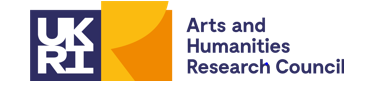 UK
RI
Arts and
Humanities
Research Council